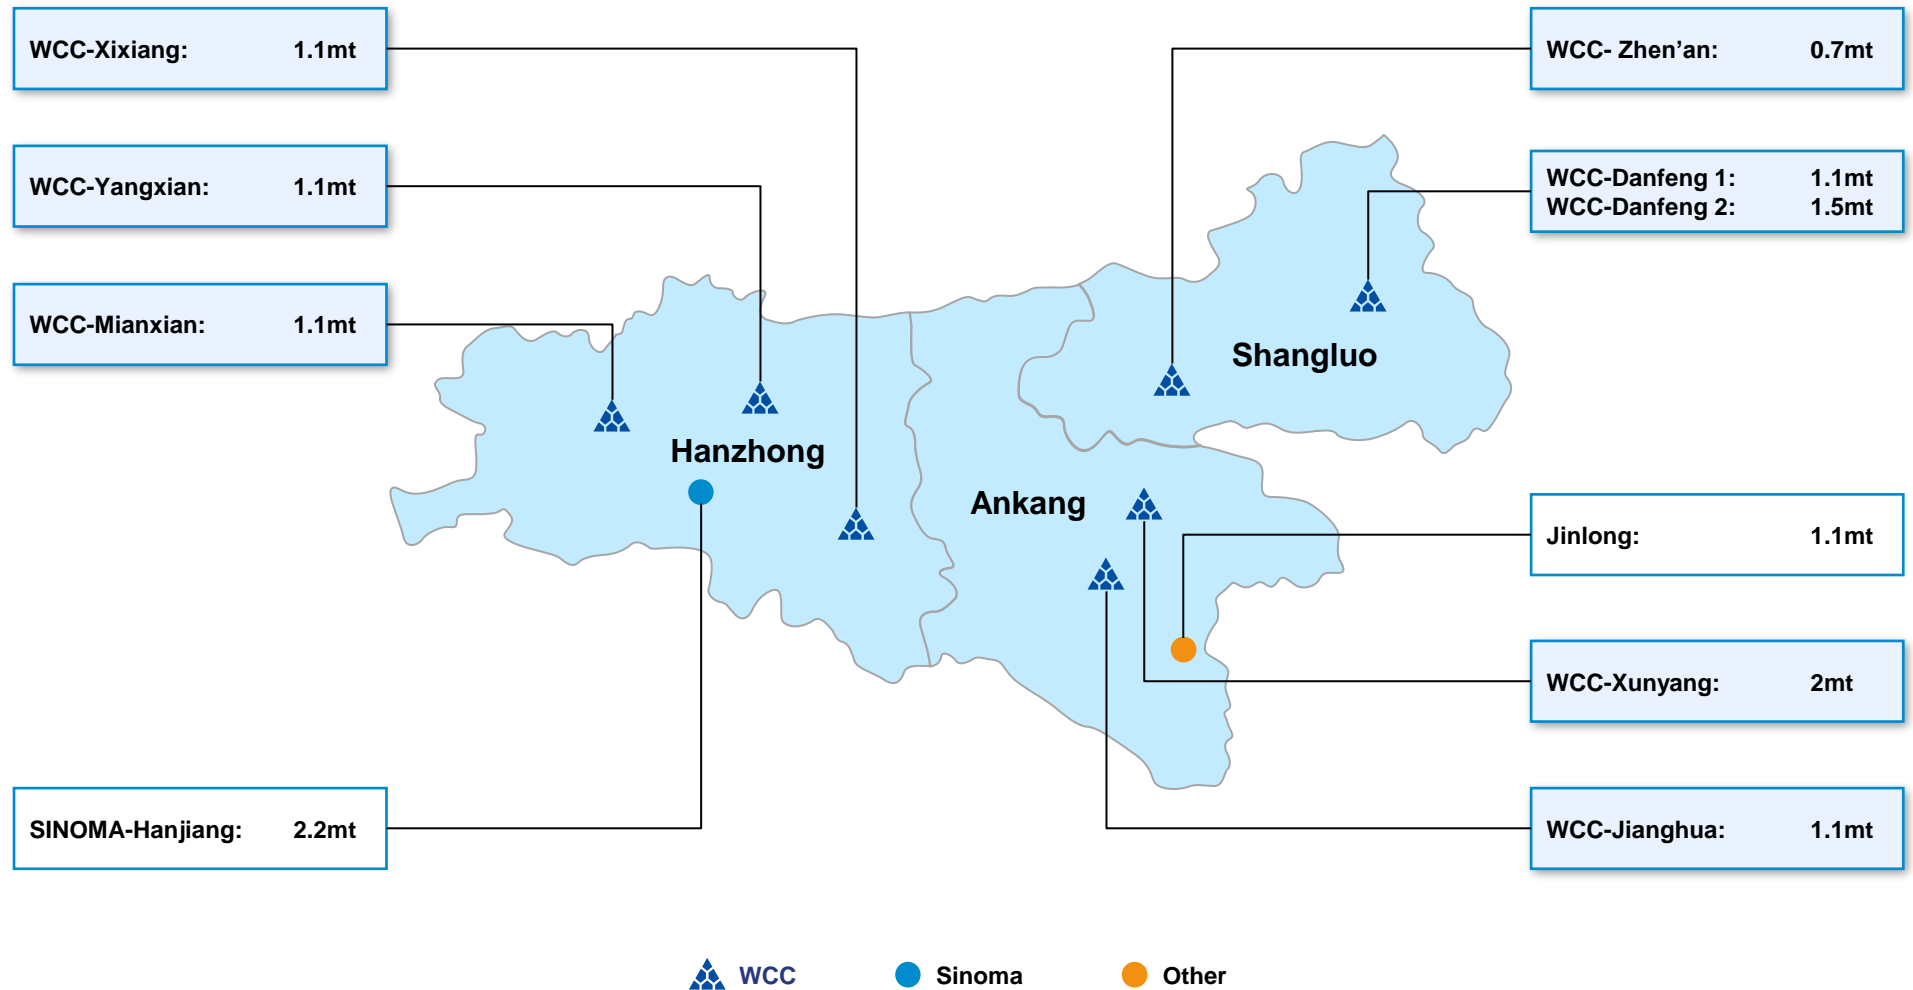 WCC-Xixiang: 1.1mt
WCC-Yangxian: 1.1mt
WCC-Mianxian: 1.1mt
SINOMA-Hanjiang: 2.2mt
WCC- Zhen’an: 0.7mt
WCC-Danfeng 1: 1.1mt
WCC-Danfeng 2: 1.5mt
Jinlong: 1.1mt
WCC-Xunyang: 2mt
WCC-Jianghua: 1.1mt
Shangluo
Hanzhong
Ankang
WCC
Sinoma
Other